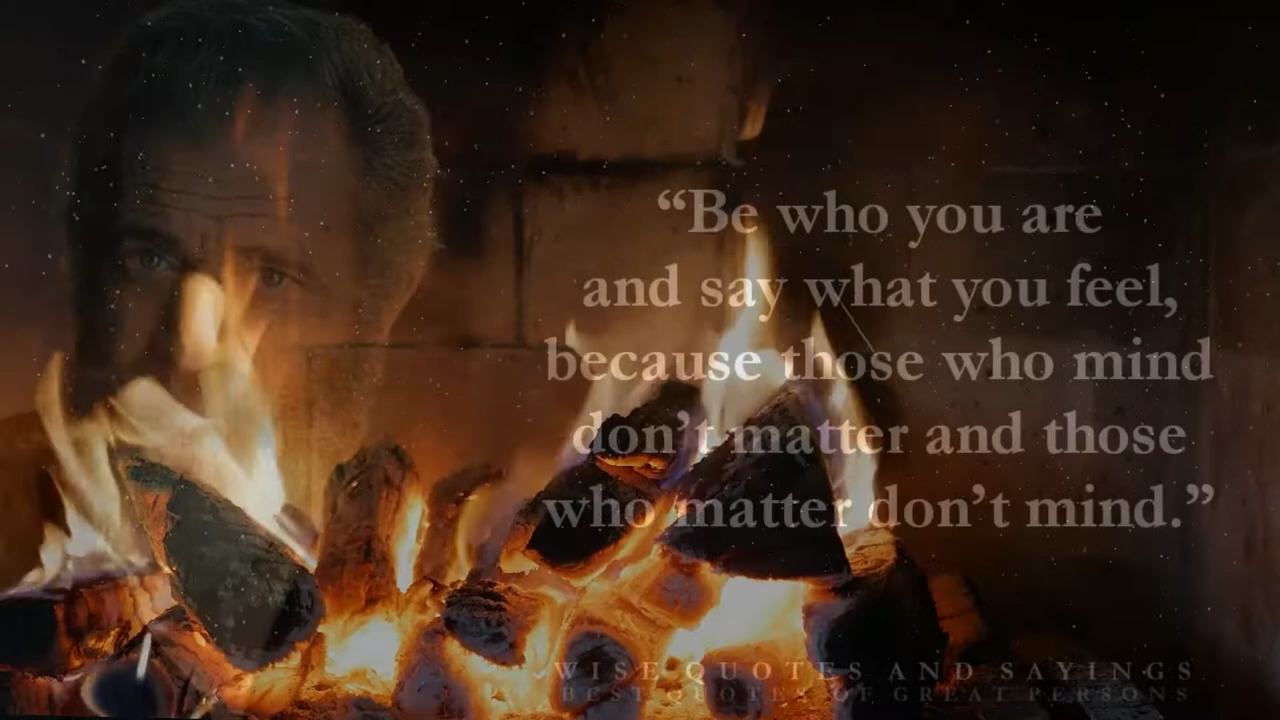 “Be who you are
and say what you feel,
because those who mind
don’t matter and those
who matter don’t mind.”
WISE QUOTES AND SAYINGS
BEST QUOTES OF GREAT PERSONS